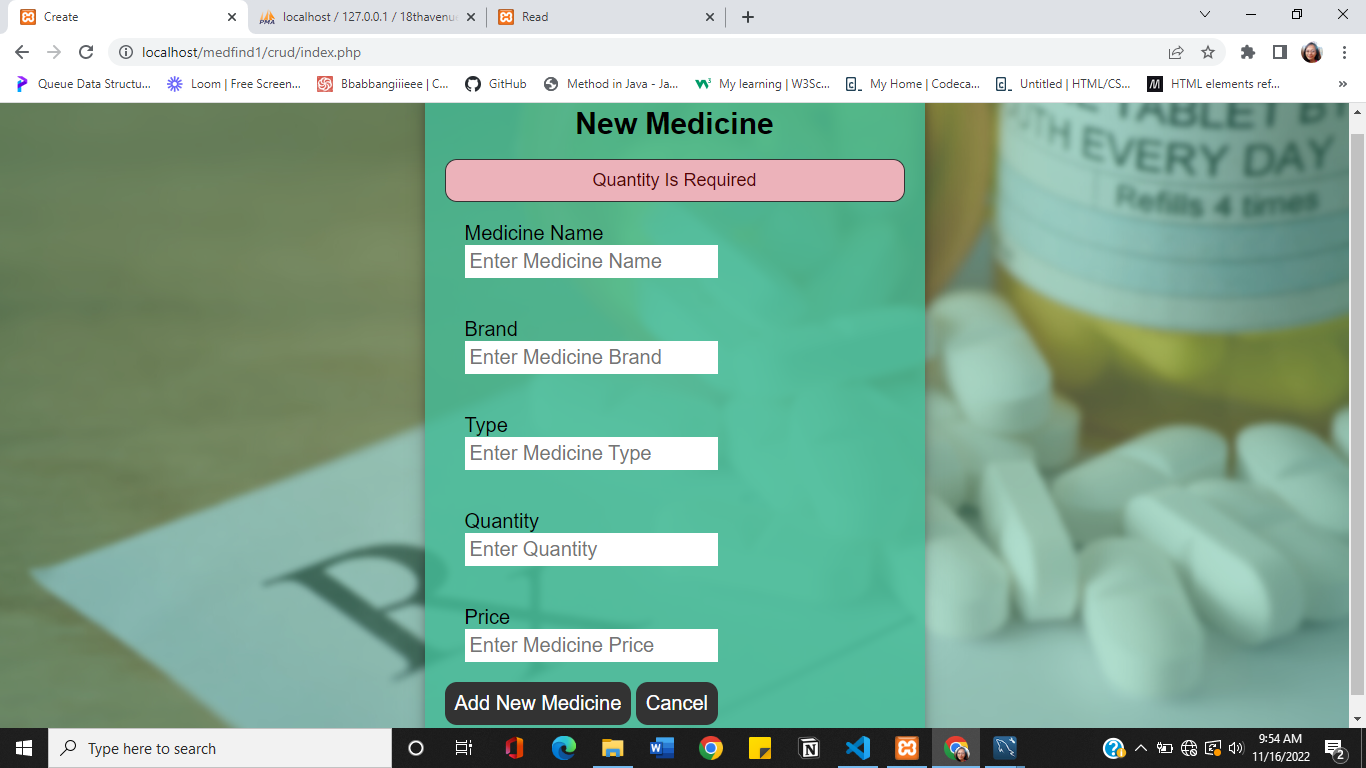 Create
localhost / 127.0.0.1 / 18thavenu
Read
localhost/medfind1/crud/index.php
Queue Data Structu...
Loom | Free Screen...
Bbabbangiiieee | C...
GitHub
Method in Java - Ja...
My learning | W3Sc...
My Home | Codeca...
Untitled | HTML/CS...
HTML elements ref...
»
New Medicine
Quantity Is Required
Medicine Name
Enter Medicine Name
Brand
Enter Medicine Brand
Type
Enter Medicine Type
Quantity
Enter Quantity
Price
Enter Medicine Price
Add New Medicine
Cancel
TABLET BY
MOUTH EVERY DAY
Refills 4 times
Type here to search
9:54 AM
11/16/2022
2